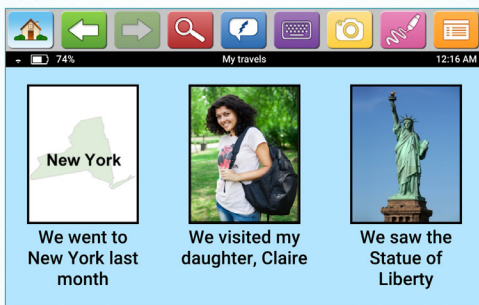 74%
My travels
12:16 AM
New York
We went to
New York last
month
We visited my
daughter, Claire
We saw the
Statue of
Liberty